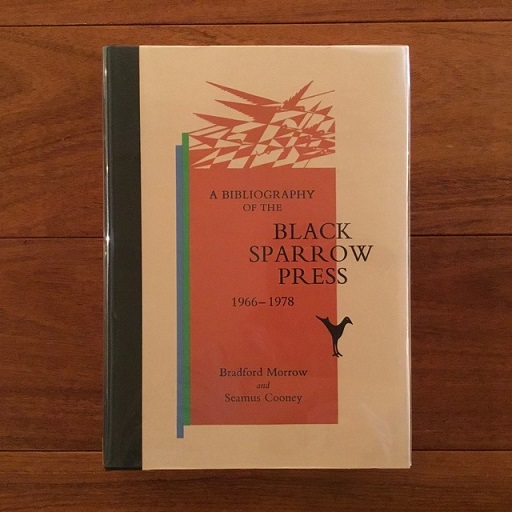 A BIBLIOGRAPHY
OF THE
BLACK
SPARROW
PRESS
1966–1978
Bradford Morrow
and
Seamus Cooney